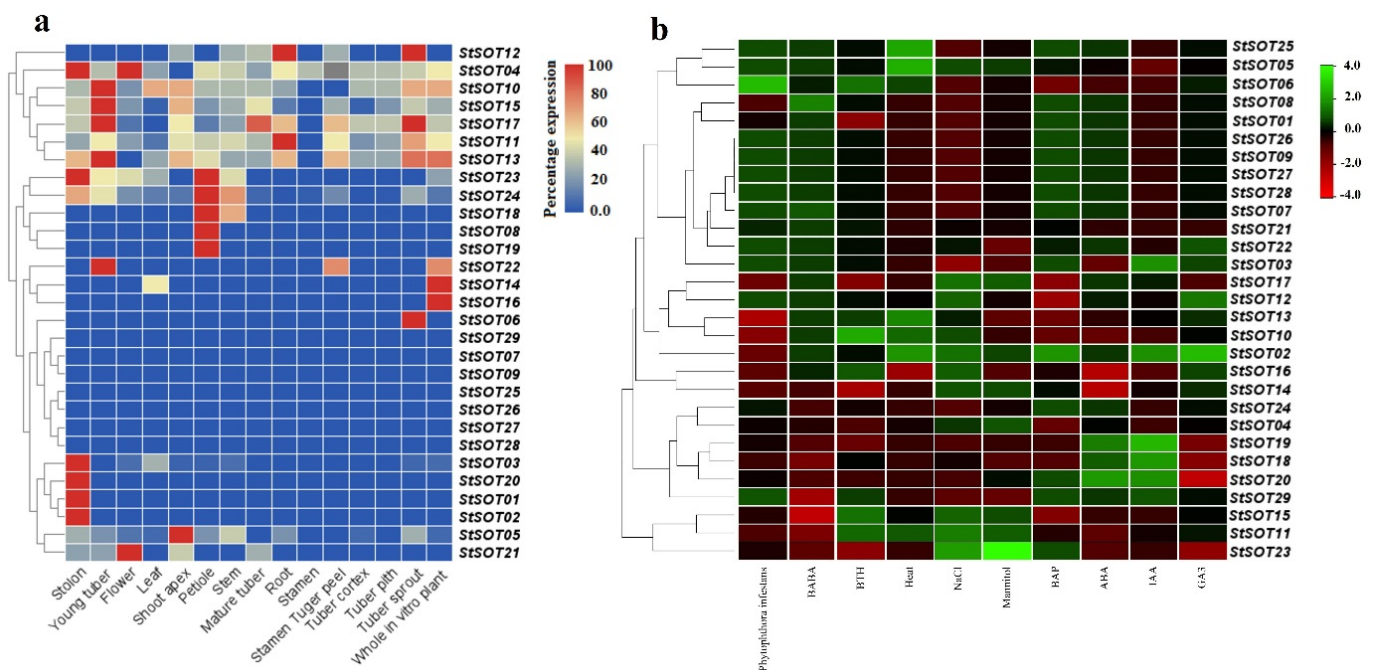 a
StSOT12
StSOT04
StSOT10
StSOT15
StSOT17
StSOT11
StSOT13
StSOT23
StSOT24
StSOT18
StSOT08
StSOT19
StSOT22
StSOT14
StSOT16
StSOT06
StSOT29
StSOT07
StSOT09
StSOT25
StSOT26
StSOT27
StSOT28
StSOT03
StSOT20
StSOT01
StSOT02
StSOT05
StSOT21
Stolon
Young tuber
Flower
Leaf
Shoot apex
Petiole
Stem
Mature tuber
Root
Stamen
Stamen Tuger peel
Tuber cortex
Tuber pith
Tuber sprout
Whole in vitro plant
Percentage expression
100
80
60
40
20
0.0
b
StSOT25
StSOT05
StSOT06
StSOT08
StSOT01
StSOT26
StSOT09
StSOT27
StSOT28
StSOT07
StSOT21
StSOT22
StSOT03
StSOT17
StSOT12
StSOT13
StSOT10
StSOT02
StSOT16
StSOT14
StSOT24
StSOT04
StSOT19
StSOT18
StSOT20
StSOT29
StSOT15
StSOT11
StSOT23
Phytophthora infestans
BABA
BTH
Heat
NaCl
Mannitol
BAP
ABA
IAA
GA3
4.0
2.0
0.0
-2.0
-4.0